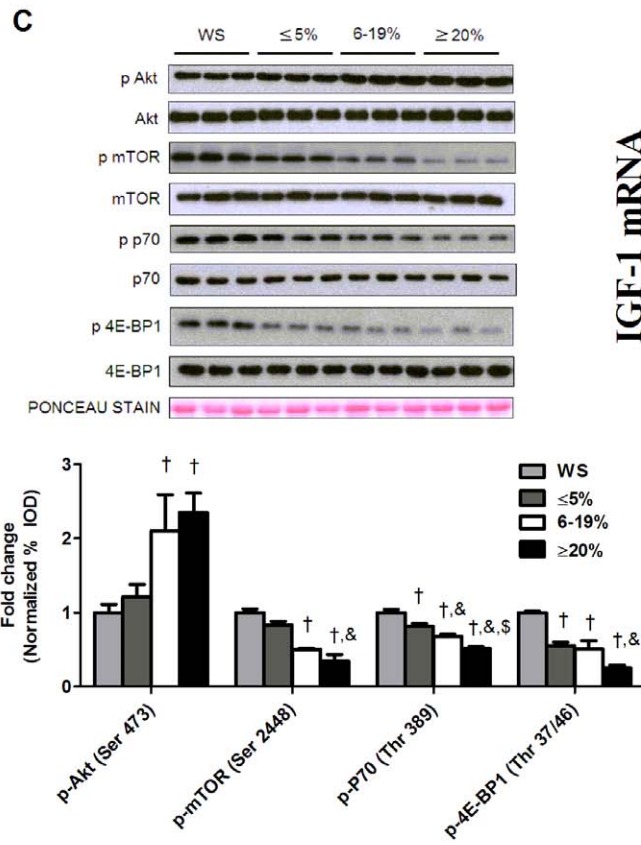 C
WS ≤5% 6-19% ≥20%
p Akt
Akt
p mTOR
mTOR
p p70
p70
p 4E-BP1
4E-BP1
PONCEAU STAIN
IGF-1 mRNA
Fold change
(Normalized % IOD)
3
2
1
0
† †
† †,&
† †,& †,&,$
† † †,&
WS
≤5%
6-19%
≥20%
p-Akt (Ser 473)
p-mTOR (Ser 2448)
p-P70 (Thr 389)
p-4E-BP1 (Thr 37/46)